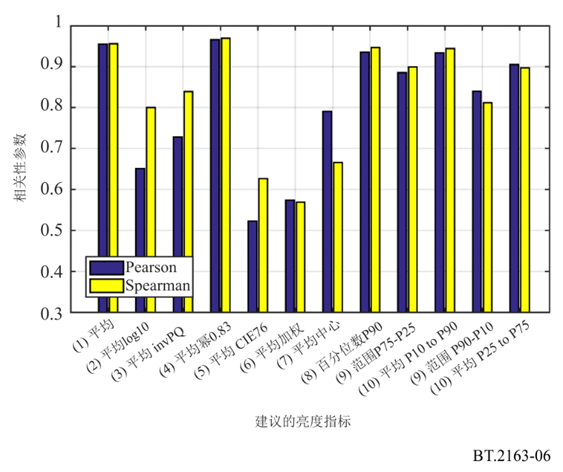 1
0.9
0.8
0.7
0.6
0.5
0.4
0.3
相关性参数
Pearson
Spearman
(1) 平均
(2) 平均log10
(3) 平均 invPQ
(4) 平均幂0.83
(5) 平均 CIE76
(6) 平均加权
(7) 平均中心
(8) 百分位数P90
(9) 范围P75-P25
(10) 平均 P10 to P90
(9) 范围 P90-P10
(10) 平均 P25 to P75
建议的亮度指标
BT.2163-06